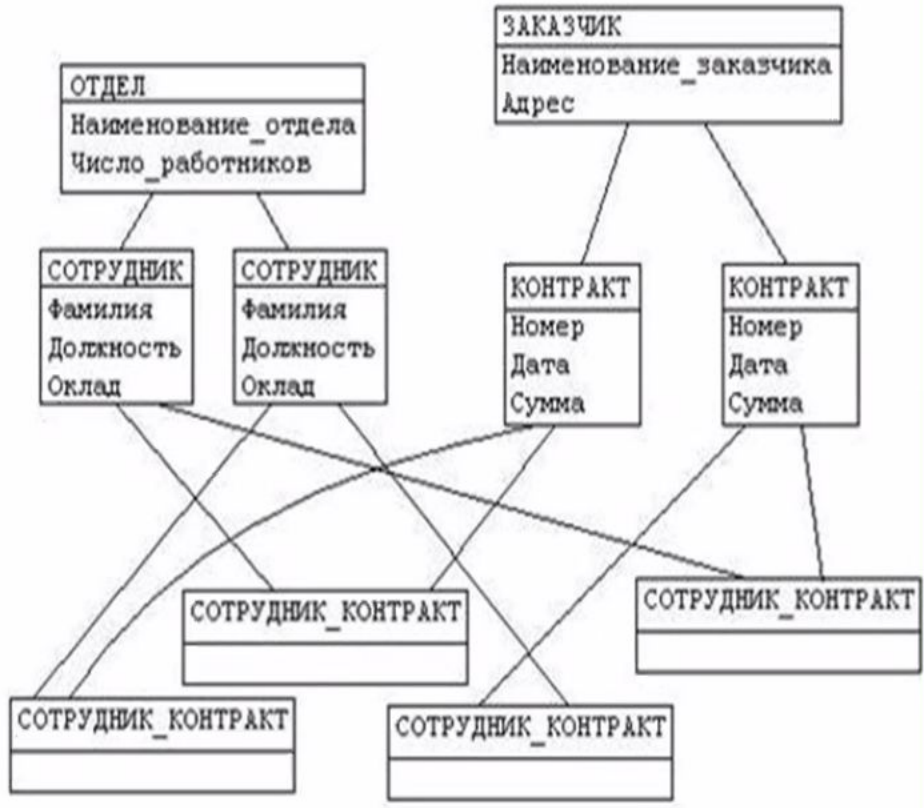 ЗАКАЗЧИК
Наименование_заказчика
Адрес
ОТДЕЛ
Наименование_отдела
Число_работников
СОТРУДНИК
Фамилия
Должность
Оклад
СОТРУДНИК
Фамилия
Должность
Оклад
КОНТРАКТ
Номер
Дата
Сумма
КОНТРАКТ
Номер
Дата
Сумма
СОТРУДНИК_КОНТРАКТ
СОТРУДНИК_КОНТРАКТ
СОТРУДНИК_КОНТРАКТ
СОТРУДНИК_КОНТРАКТ